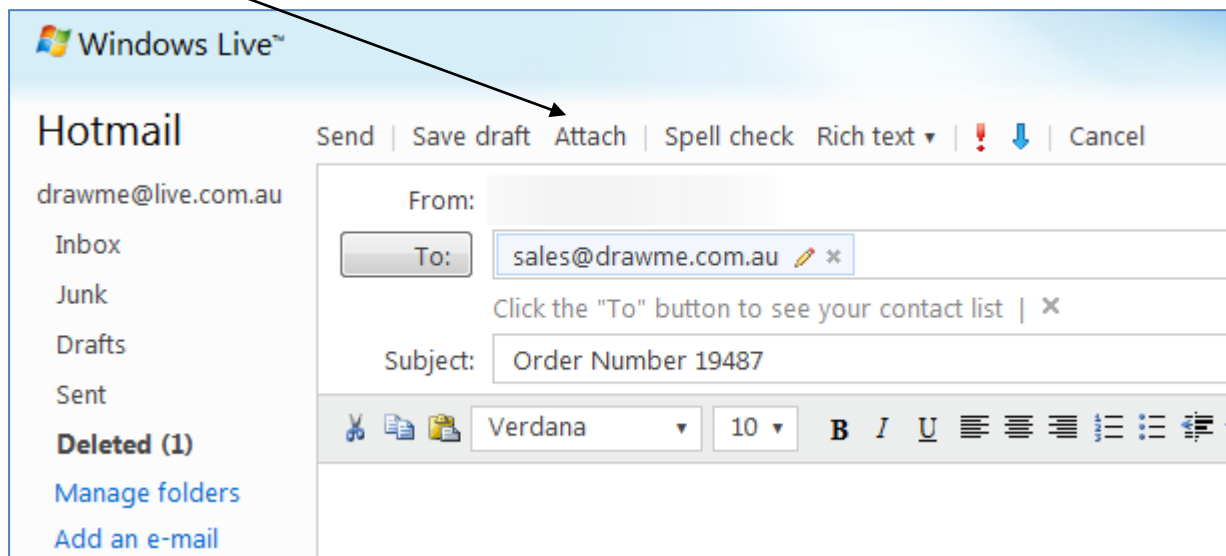 Windows Live™
Hotmail
Send | Save draft Attach | Spell check Rich text ▾ | Cancel
drawme@live.com.au
From:
Inbox
To: sales@drawme.com.au
Junk
Click the "To" button to see your contact list | ×
Drafts
Subject: Order Number 19487
Sent
Verdana 10 B I U
Deleted (1)
Manage folders
Add an e-mail